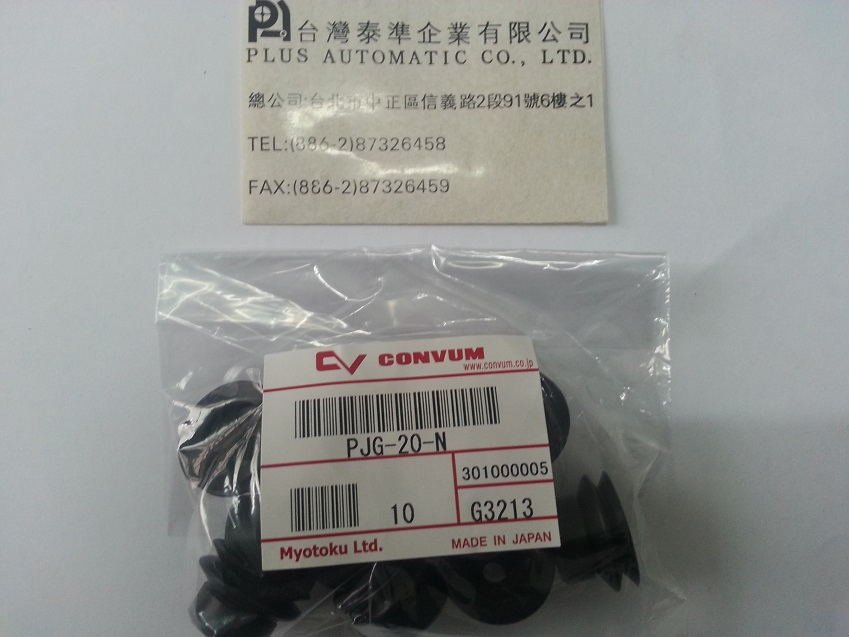 台灣泰準企業有限公司
PLUS AUTOMATIC CO., LTD.
總公司:台北市中正區信義路2段91號6樓之1
TEL:(886-2)87326458
FAX:(886-2)87326459
CV CONVUM
www.convum.co.jp
PJG-20-N
301000005
10 G3213
Myotoku Ltd. MADE IN JAPAN